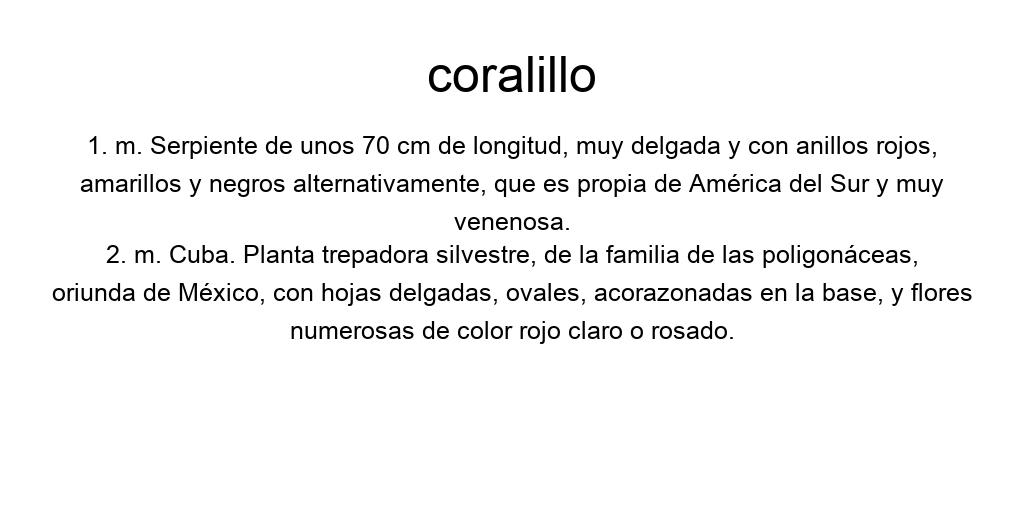 coralillo
1. m. Serpiente de unos 70 cm de longitud, muy delgada y con anillos rojos,
amarillos y negros alternativamente, que es propia de América del Sur y muy
venenosa.
2. m. Cuba. Planta trepadora silvestre, de la familia de las poligonáceas,
oriunda de México, con hojas delgadas, ovales, acorazonadas en la base, y flores
numerosas de color rojo claro o rosado.